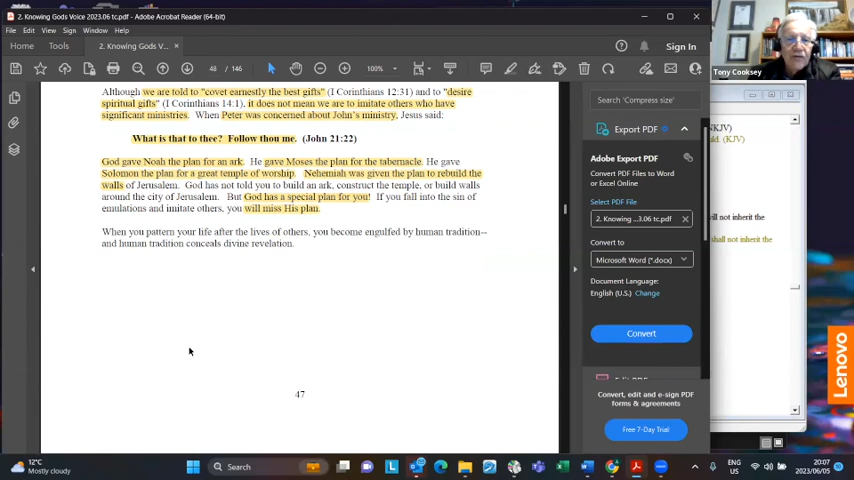 2. Knowing Gods Voice 2023.06 tc.pdf - Adobe Acrobat Reader (64-bit)
File Edit View Sign Window Help
Home Tools 2. Knowing Gods V... × Sign In
48 / 146 100%
Tony Cooksey
Although we are told to "covet earnestly the best gifts" (I Corinthians 12:31) and to "desire
spiritual gifts" (I Corinthians 14:1), it does not mean we are to imitate others who have
significant ministries. When Peter was concerned about John's ministry, Jesus said:
What is that to thee? Follow thou me. (John 21:22)
God gave Noah the plan for an ark. He gave Moses the plan for the tabernacle. He gave
Solomon the plan for a great temple of worship. Nehemiah was given the plan to rebuild the
walls of Jerusalem. God has not told you to build an ark, construct the temple, or build walls
around the city of Jerusalem. But God has a special plan for you! If you fall into the sin of
emulations and imitate others, you will miss His plan.
When you pattern your life after the lives of others, you become engulfed by human tradition--
and human tradition conceals divine revelation.
47
Search 'Compress size'
Export PDF
Adobe Export PDF
Convert PDF Files to Word
or Excel Online
Select PDF File
2. Knowing ...3.06 tc.pdf ×
Convert to
Microsoft Word (*.docx)
Document Language:
English (U.S.) Change
Convert
Convert, edit and e-sign PDF
forms & agreements
Free 7-Day Trial
NKJV)
ld. (KJV)
ill not inherit the
shall not inherit the
Lenovo
12°C
Mostly cloudy
Search
ENG
US
20:07
2023/06/05